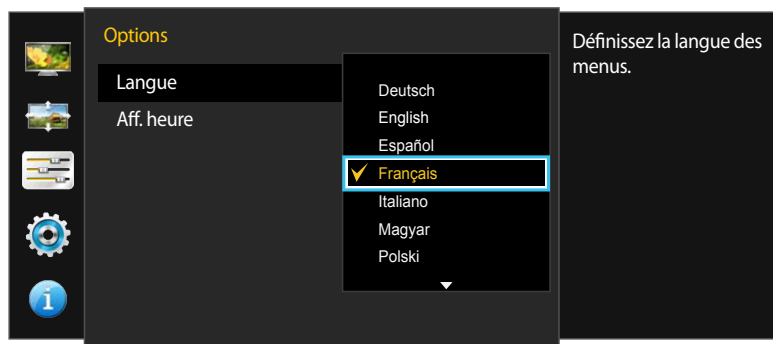 Options
Langue
Aff. heure
Deutsch
English
Español
Français
Italiano
Magyar
Polski
Définissez la langue des
menus.